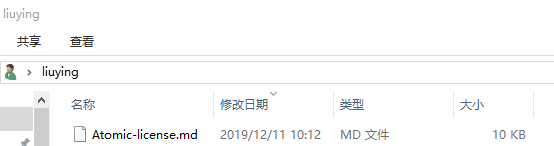 liuying
共享 查看
liuying
名称 修改日期 类型 大小
Atomic-license.md 2019/12/11 10:12 MD 文件 10 KB